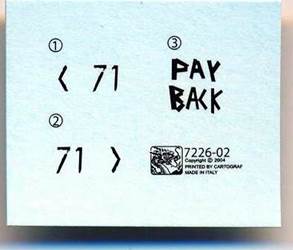 ① ③
< 71 PAY
BACK
②
71 > 7226-02
Copyright © 2004
PRINTED BY CARTOGRAF
MADE IN ITALY